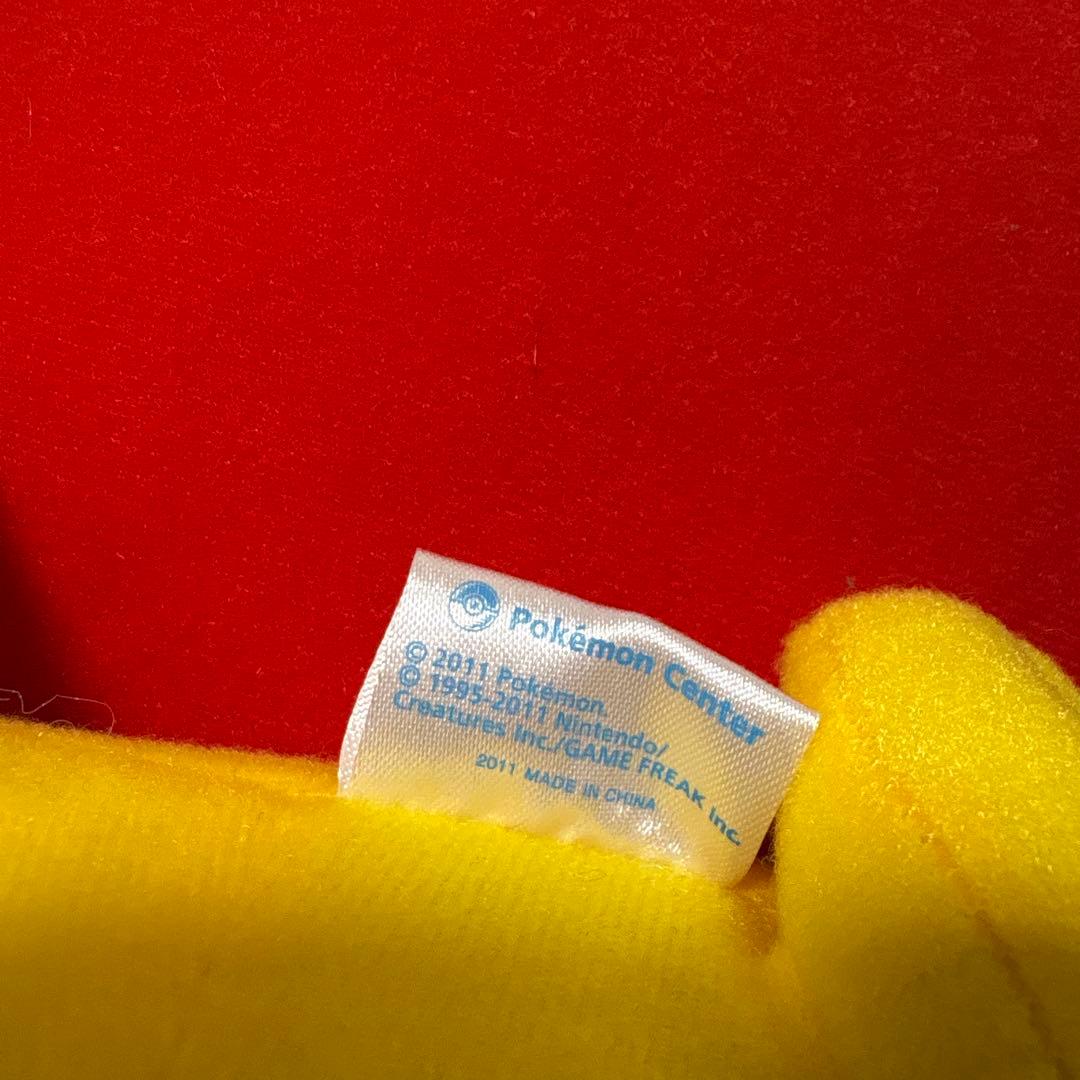 Pokémon Center
© 2011 Pokémon.
© 1995-2011 Nintendo/
Creatures Inc./GAME FREAK Inc.
2011 MADE IN CHINA